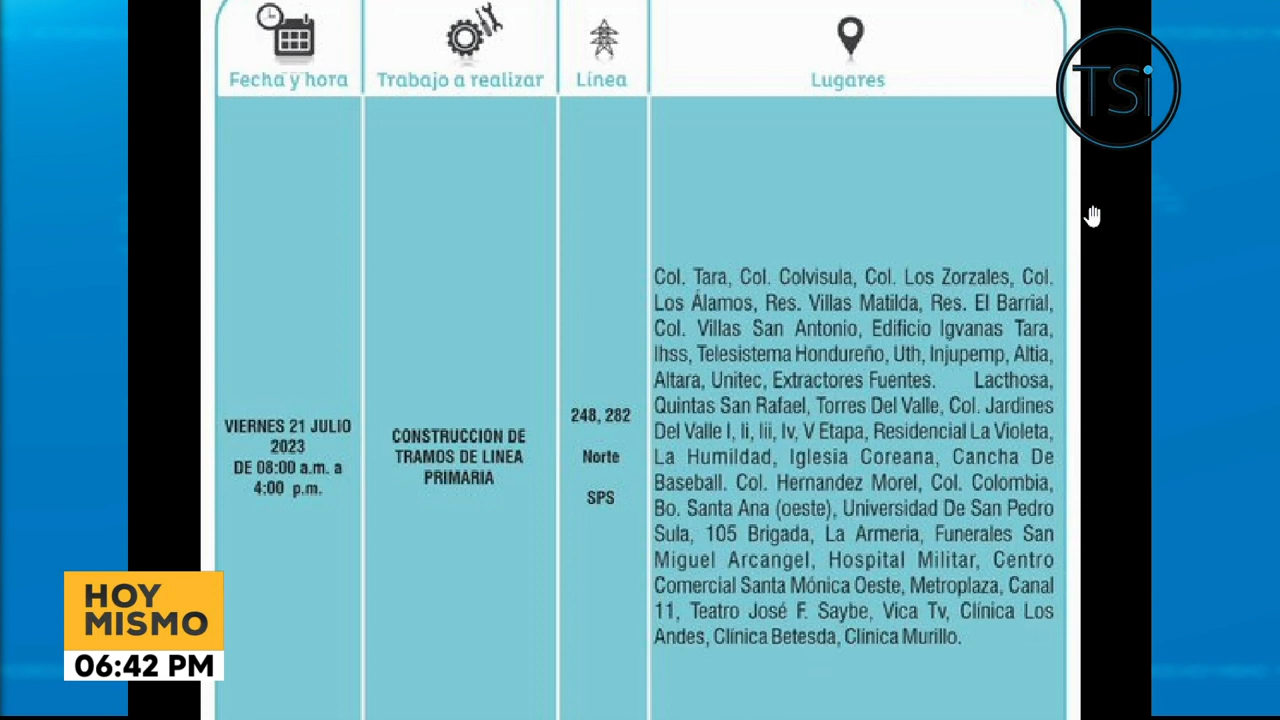 Fecha y hora
Trabajo a realizar
Línea
Lugares
TSi
VIERNES 21 JULIO
2023
DE 08:00 a.m. a
4:00 p.m.
CONSTRUCCION DE
TRAMOS DE LINEA
PRIMARIA
248, 282
Norte
SPS
Col. Tara, Col. Colvisula, Col. Los Zorzales, Col.
Los Álamos, Res. Villas Matilda, Res. El Barrial,
Col. Villas San Antonio, Edificio Igvanas Tara,
Ihss, Telesistema Hondureño, Uth, Injupemp, Altia,
Altara, Unitec, Extractores Fuentes. Lacthosa,
Quintas San Rafael, Torres Del Valle, Col. Jardines
Del Valle I, Ii, Iii, Iv, V Etapa, Residencial La Violeta,
La Humildad, Iglesia Coreana, Cancha De
Baseball. Col. Hernandez Morel, Col. Colombia,
Bo. Santa Ana (oeste), Universidad De San Pedro
Sula, 105 Brigada, La Armeria, Funerales San
Miguel Arcangel, Hospital Militar, Centro
Comercial Santa Mónica Oeste, Metroplaza, Canal
11, Teatro José F. Saybe, Vica Tv, Clínica Los
Andes, Clínica Betesda, Clinica Murillo.
HOY
MISMO
06:42 PM